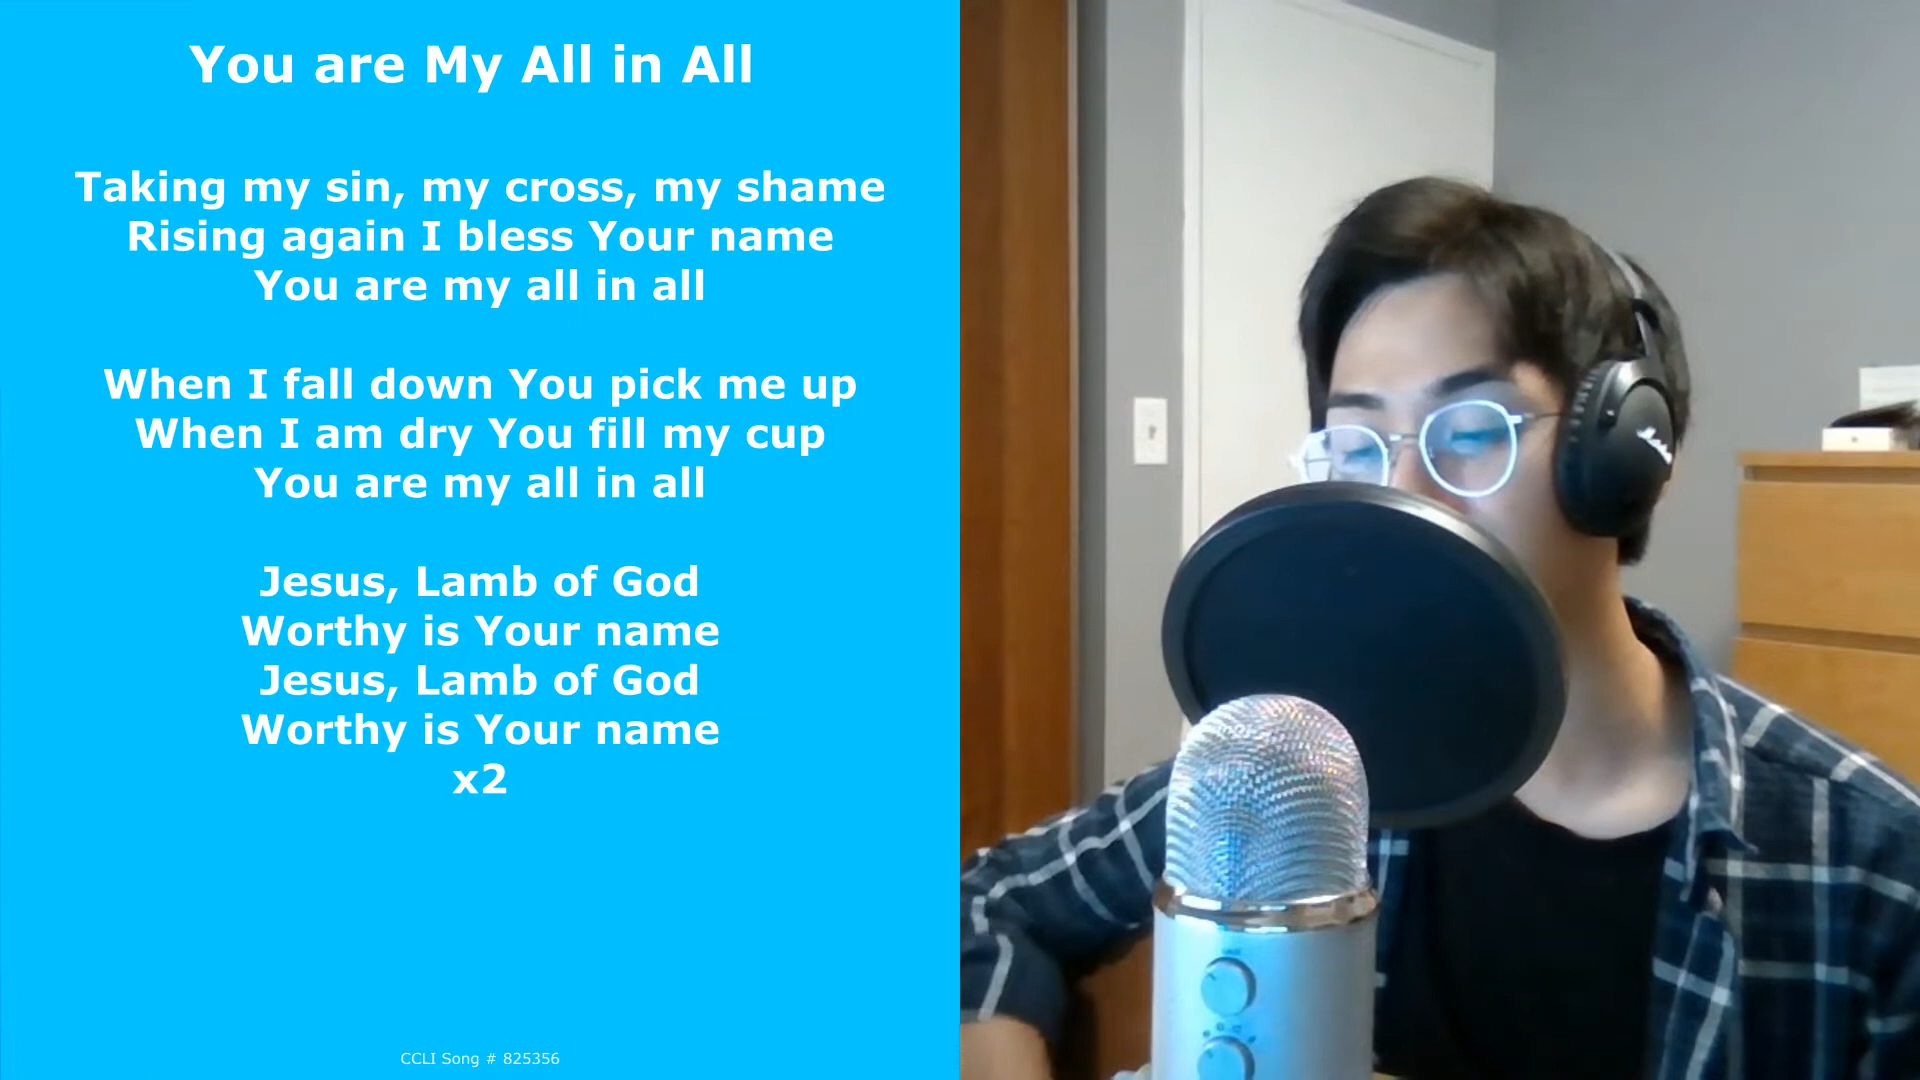 You are My All in All
Taking my sin, my cross, my shame
Rising again I bless Your name
You are my all in all
When I fall down You pick me up
When I am dry You fill my cup
You are my all in all
Jesus, Lamb of God
Worthy is Your name
Jesus, Lamb of God
Worthy is Your name
x2
CCLI Song # 825356
Marshall